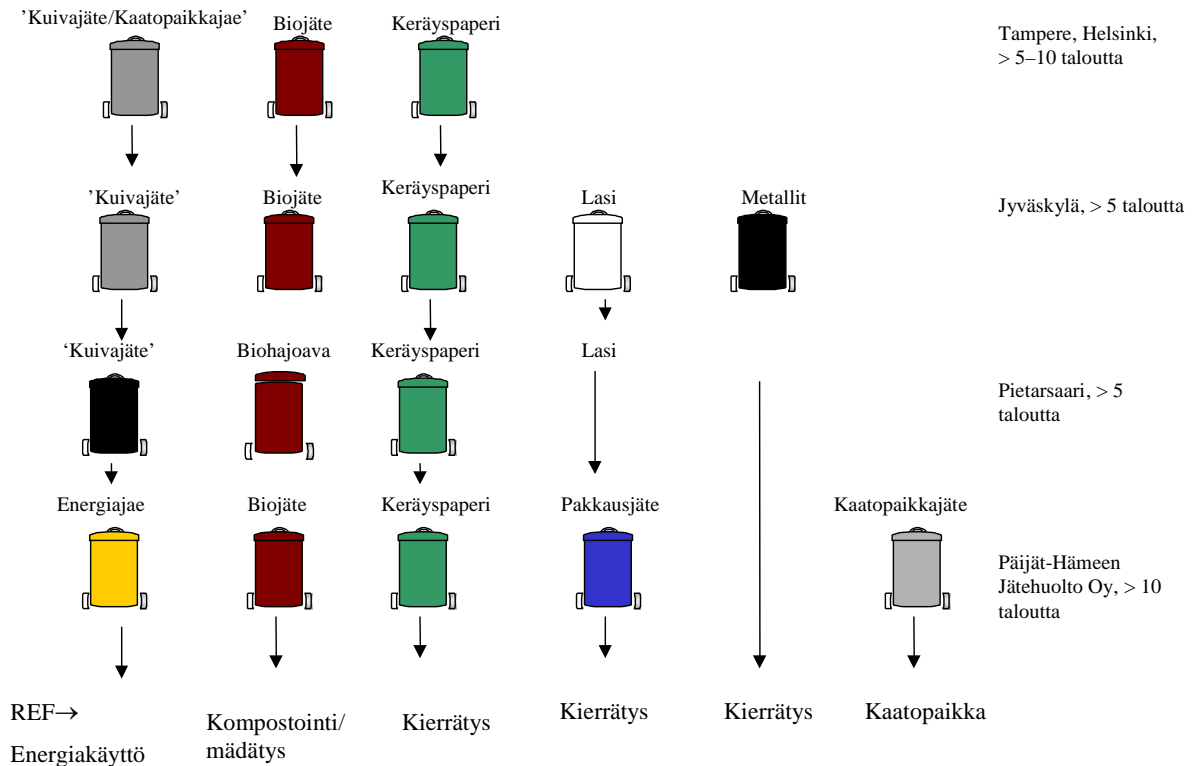 ’Kuivajäte/Kaatopaikkajae’
Biojäte
Keräyspaperi
Tampere, Helsinki,
> 5–10 taloutta
’Kuivajäte’
Biojäte
Keräyspaperi
Lasi
Metallit
Jyväskylä, > 5 taloutta
‘Kuivajäte’
Biohajoava
Keräyspaperi
Lasi
Pietarsaari, > 5
taloutta
Energiajae
Biojäte
Keräyspaperi
Pakkausjäte
Kaatopaikkajäte
Päijät-Hämeen
Jätehuolto Oy, > 10
taloutta
REF→
Energiakäyttö
Kompostointi/
mädätys
Kierrätys
Kierrätys
Kierrätys
Kaatopaikka